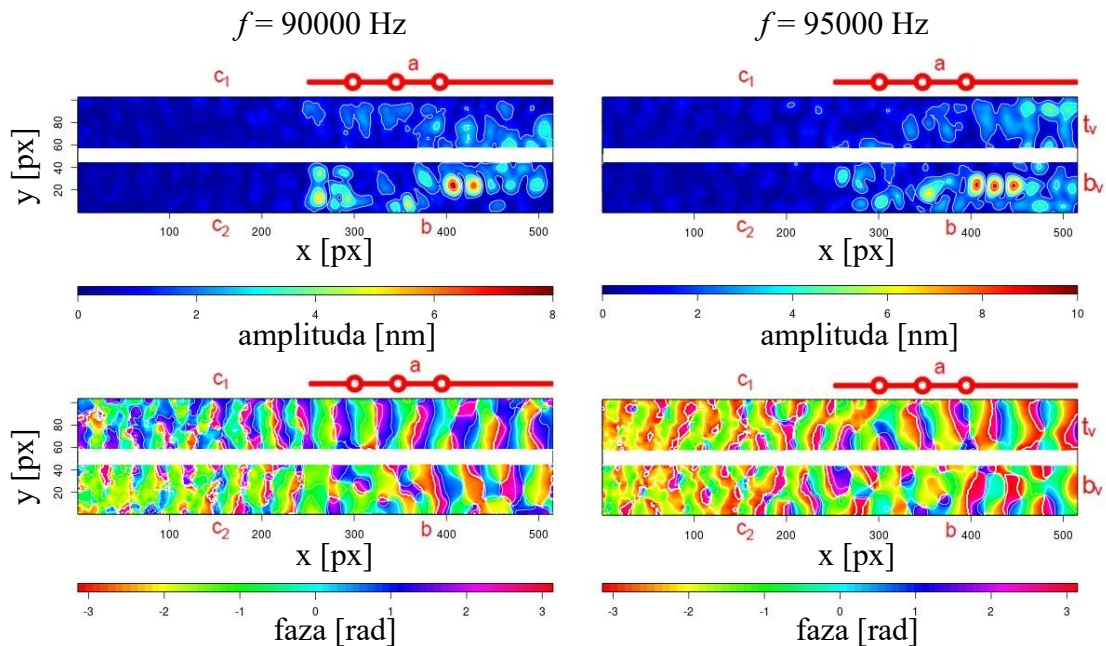 f = 90000 Hz
f = 95000 Hz
c1 a
c1 a
y [px]
80
60
40
20
tv
bv
c2 b
c2 b
100 200 300 400 500
100 200 300 400 500
x [px]
x [px]
0 2 4 6 8
0 2 4 6 8 10
amplituda [nm]
amplituda [nm]
c1 a
c1 a
y [px]
80
60
40
20
tv
bv
c2 b
c2 b
100 200 300 400 500
100 200 300 400 500
x [px]
x [px]
-3 -2 -1 0 1 2 3
-3 -2 -1 0 1 2 3
faza [rad]
faza [rad]